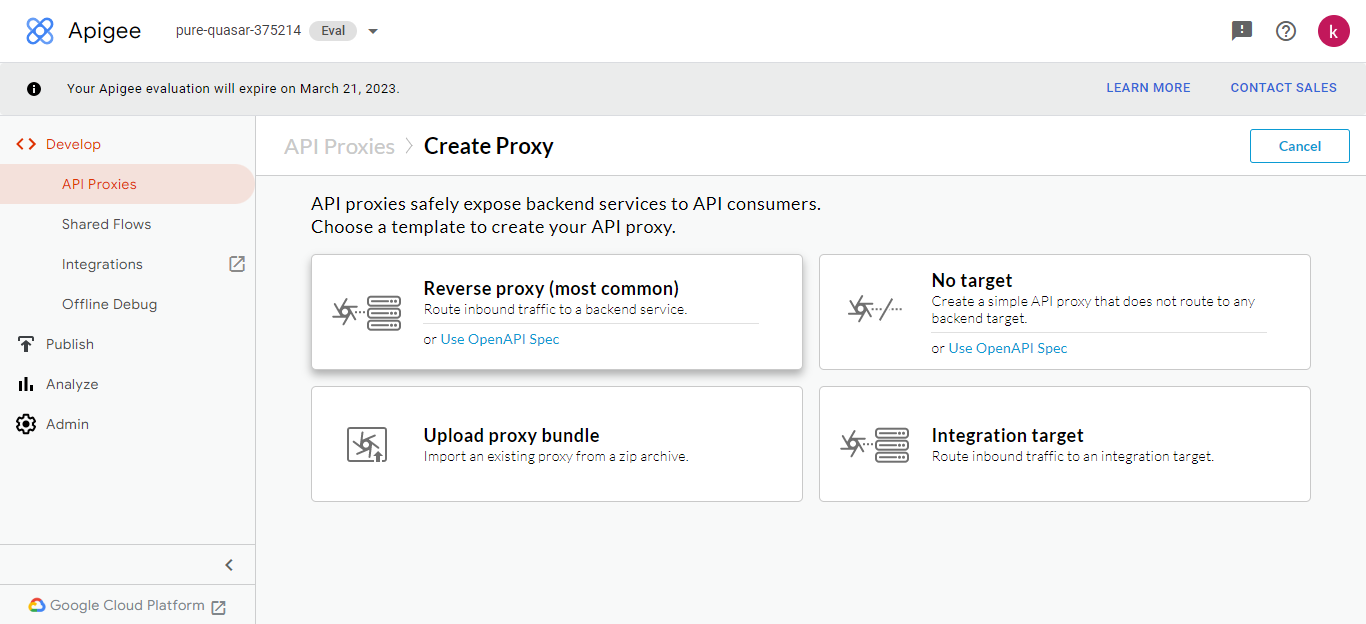 Apigee
pure-quasar-375214 Eval
k
Your Apigee evaluation will expire on March 21, 2023.
LEARN MORE
CONTACT SALES
Develop
API Proxies
Shared Flows
Integrations
Offline Debug
Publish
Analyze
Admin
Google Cloud Platform
API Proxies > Create Proxy
Cancel
API proxies safely expose backend services to API consumers.
Choose a template to create your API proxy.
Reverse proxy (most common)
Route inbound traffic to a backend service.
or Use OpenAPI Spec
No target
Create a simple API proxy that does not route to any
backend target.
or Use OpenAPI Spec
Upload proxy bundle
Import an existing proxy from a zip archive.
Integration target
Route inbound traffic to an integration target.